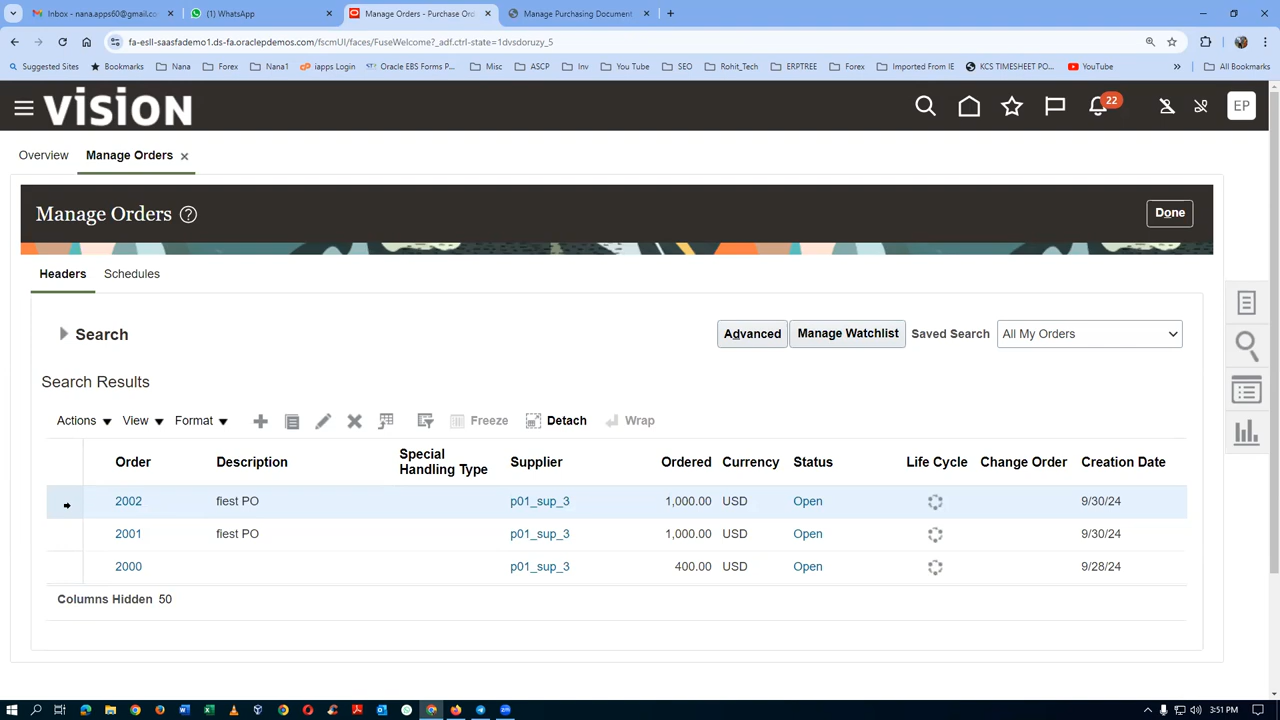 Inbox - nana.apps60@gmail.co
(1) WhatsApp
Manage Orders - Purchase Ord
Manage Purchasing Document
fa-esll-saasfademo1.ds-fa.oraclepdemos.com/fscmUI/faces/FuseWelcome?_adf.ctrl-state=1dvsdoruzy_5
Suggested Sites Bookmarks Nana Forex Nana1 iapps Login Oracle EBS Forms P... Misc ASCP Inv You Tube SEO Rohit_Tech ERPTREE Forex Imported From IE KCS TIMESHEET PO... YouTube » All Bookmarks
vision 22 EP
Overview Manage Orders
Manage Orders ? Done
Headers Schedules
Search Advanced Manage Watchlist Saved Search All My Orders
Search Results
Actions View Format Freeze Detach Wrap
Order Description Special Handling Type Supplier Ordered Currency Status Life Cycle Change Order Creation Date
2002 fiest PO p01_sup_3 1,000.00 USD Open 9/30/24
2001 fiest PO p01_sup_3 1,000.00 USD Open 9/30/24
2000 p01_sup_3 400.00 USD Open 9/28/24
Columns Hidden 50
3:51 PM